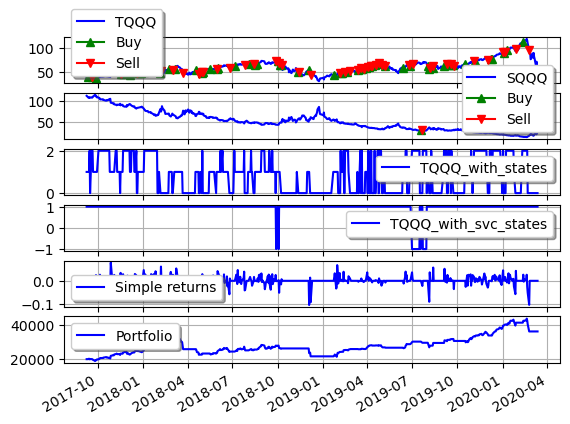 TQQQ
Buy
Sell
100
50
SQQQ
Buy
Sell
100
50
2
0
TQQQ_with_states
1
0
−1
TQQQ_with_svc_states
0.0
−0.1
Simple returns
40000
20000
Portfolio
2017-10 2018-01 2018-04 2018-07 2018-10 2019-01 2019-04 2019-07 2019-10 2020-01 2020-04